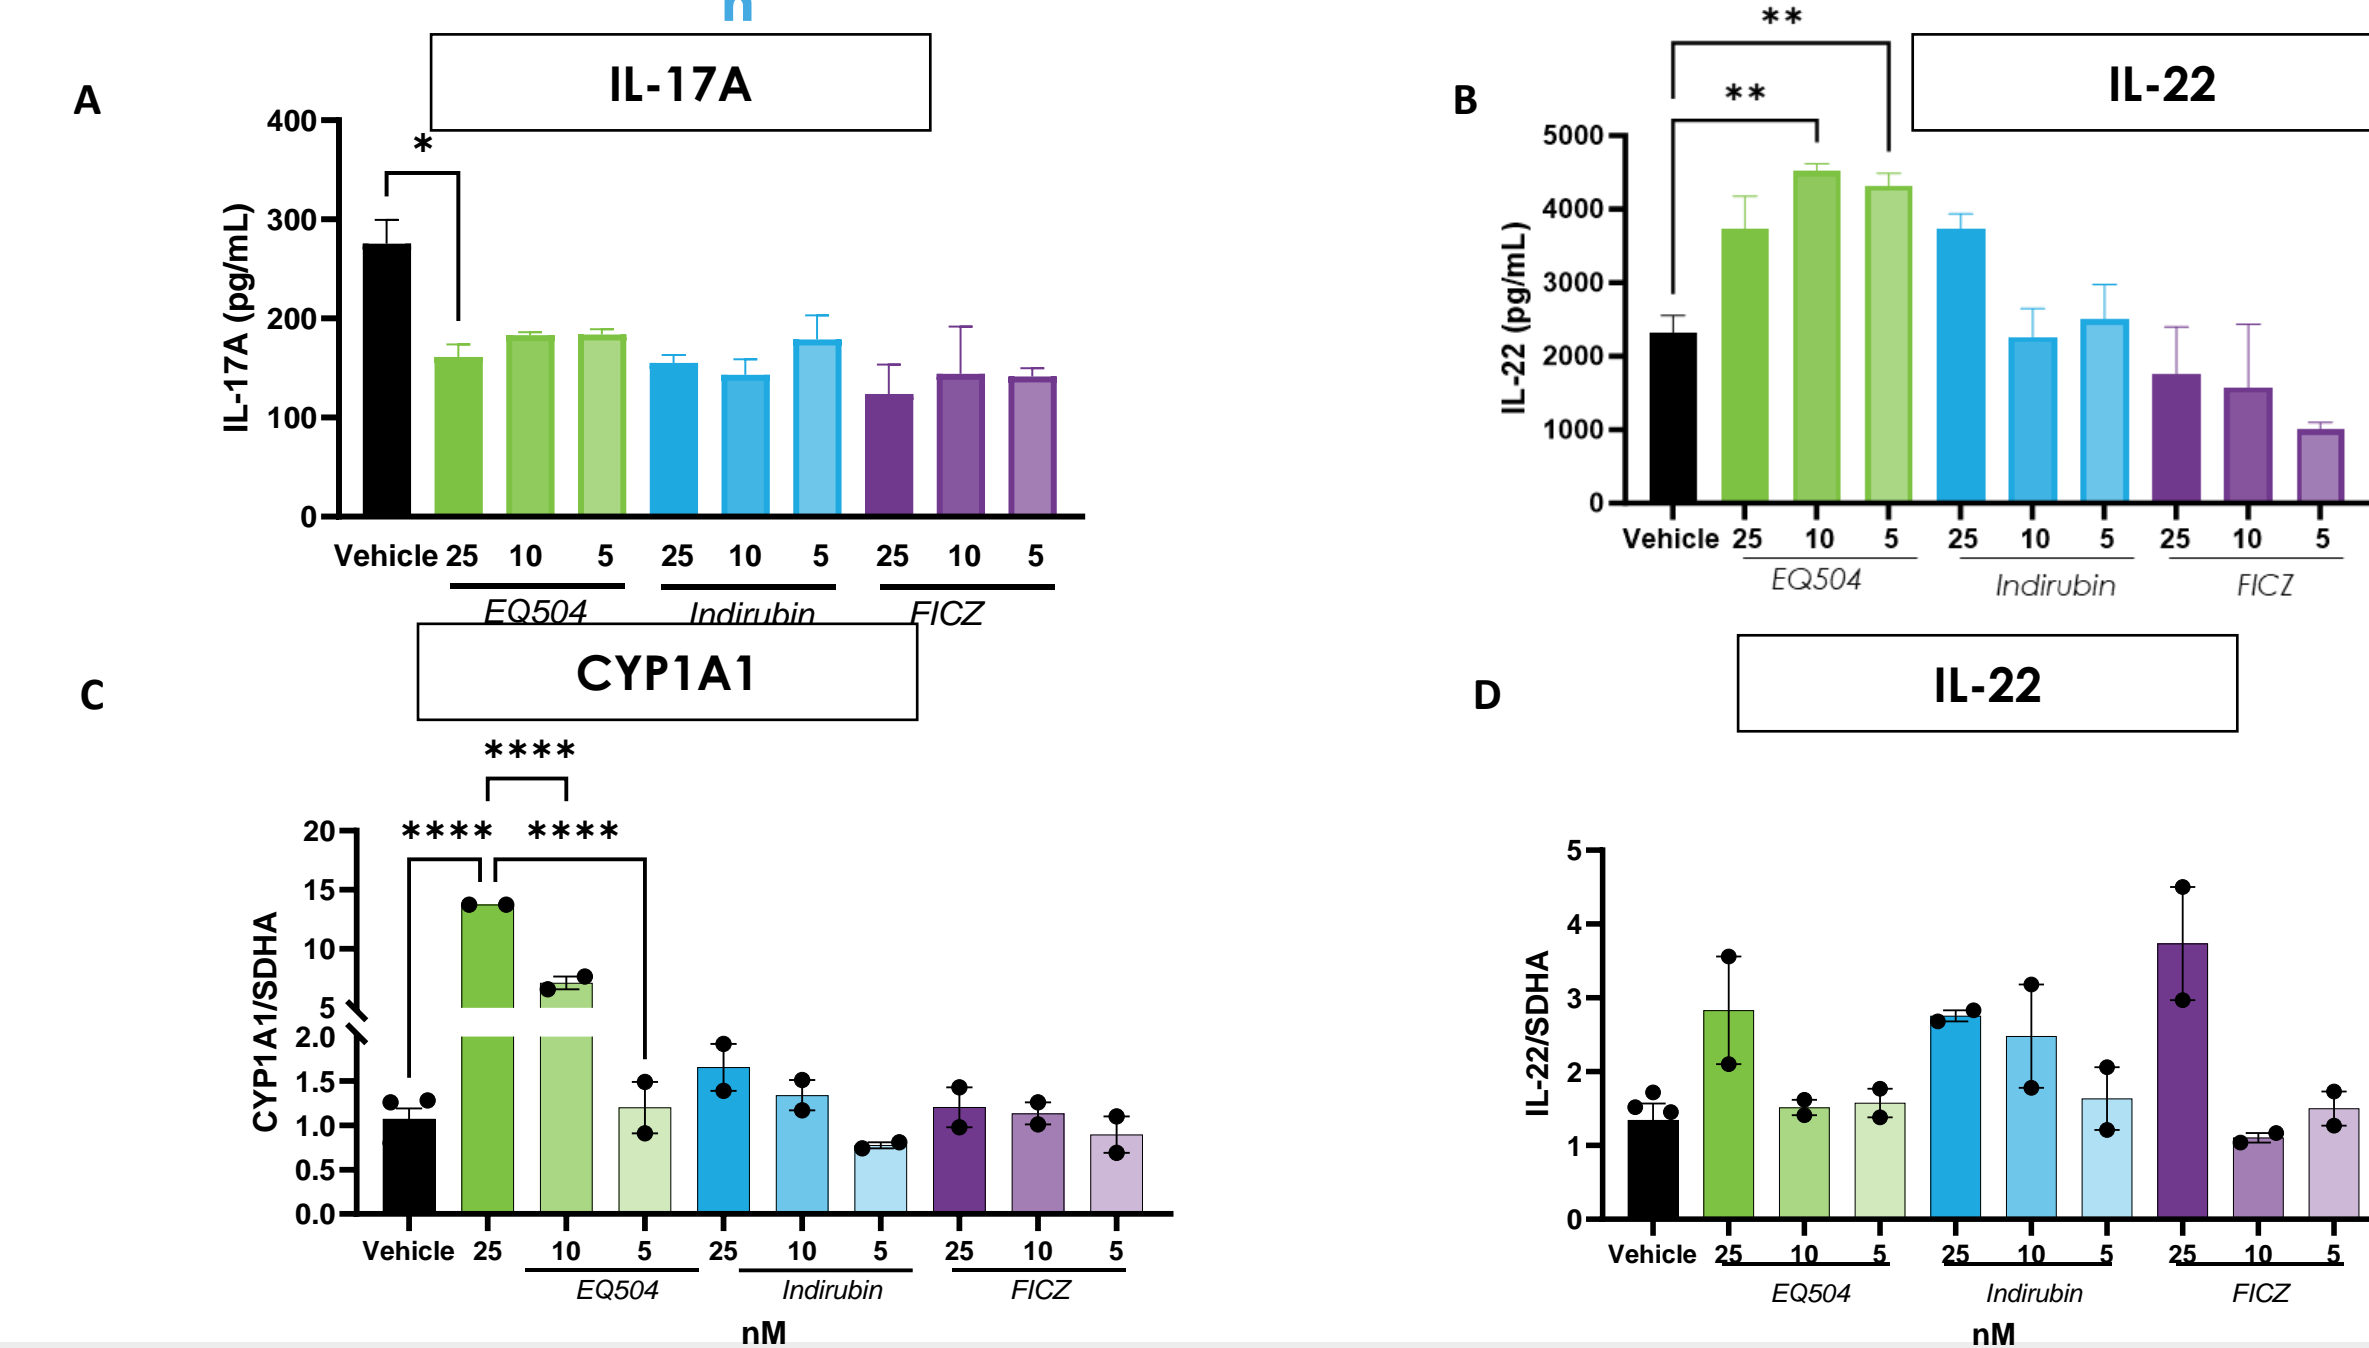 n
A
IL-17A
*
400
300
200
100
0
IL-17A (pg/mL)
Vehicle 25 10 5 25 10 5 25 10 5
EQ504 Indirubin FICZ
B
IL-22
**
**
5000
4000
3000
2000
1000
0
IL-22 (pg/mL)
Vehicle 25 10 5 25 10 5 25 10 5
EQ504 Indirubin FICZ
C
CYP1A1
****
**** ****
20
15
10
5
2.0
1.5
1.0
0.5
0.0
CYP1A1/SDHA
Vehicle 25 10 5 25 10 5 25 10 5
EQ504 Indirubin FICZ
nM
D
IL-22
5
4
3
2
1
0
IL-22/SDHA
Vehicle 25 10 5 25 10 5 25 10 5
EQ504 Indirubin FICZ
nM